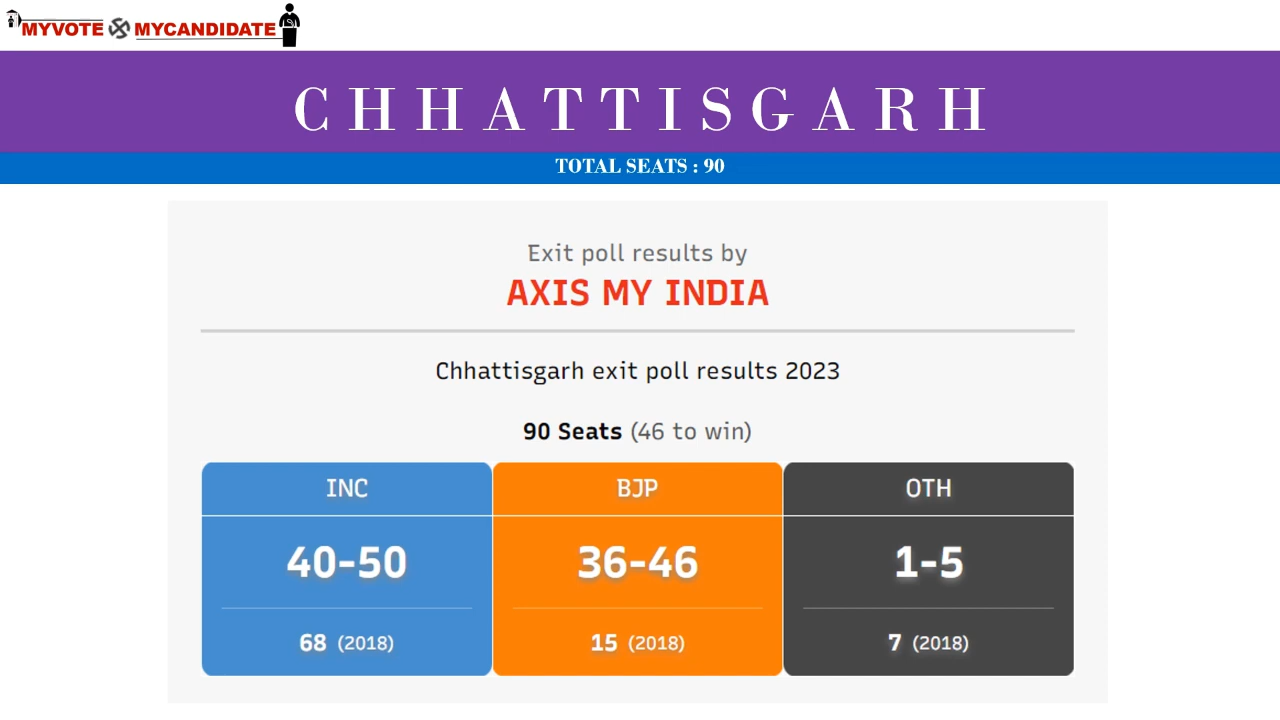 MYVOTE MYCANDIDATE
CHHATTISGARH
TOTAL SEATS : 90
Exit poll results by
AXIS MY INDIA
Chhattisgarh exit poll results 2023
90 Seats (46 to win)
INC BJP OTH
40-50 36-46 1-5
68 (2018) 15 (2018) 7 (2018)